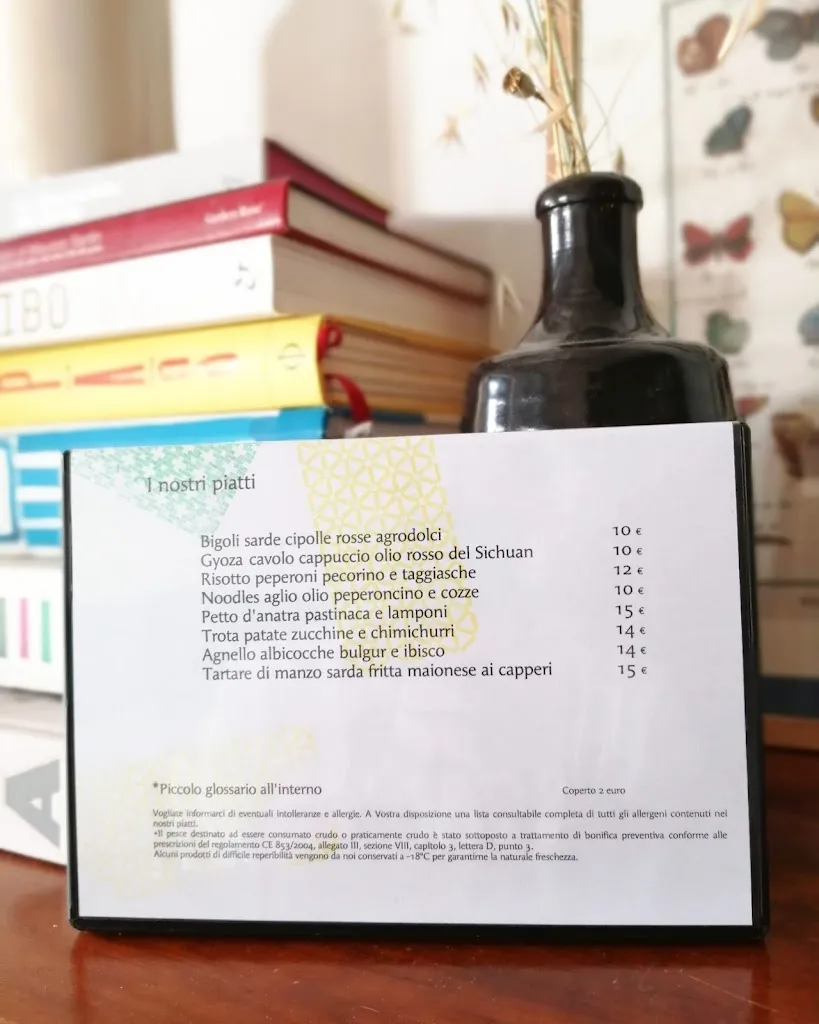 IBO
I nostri piatti
Bigoli sarde cipolle rosse agrodolci 10 €
Gyoza cavolo cappuccio olio rosso del Sichuan 10 €
Risotto peperoni pecorino e taggiasche 12 €
Noodles aglio olio peperoncino e cozze 10 €
Petto d'anatra pastinaca e lamponi 15 €
Trota patate zucchine e chimichurri 14 €
Agnello albicocche bulgur e ibisco 14 €
Tartare di manzo sarda fritta maionese ai capperi 15 €
*Piccolo glossario all'interno Coperto 2 euro
Vogliate informarci di eventuali intolleranze e allergie. A Vostra disposizione una lista consultabile completa di tutti gli allergeni contenuti nei
nostri piatti.
*Il pesce destinato ad essere consumato crudo o praticamente crudo è stato sottoposto a trattamento di bonifica preventiva conforme alle
prescrizioni del regolamento CE 853/2004, allegato III, sezione VIII, capitolo 3, lettera D, punto 3.
Alcuni prodotti di difficile reperibilità vengono da noi conservati a -18°C per garantirne la naturale freschezza.
A